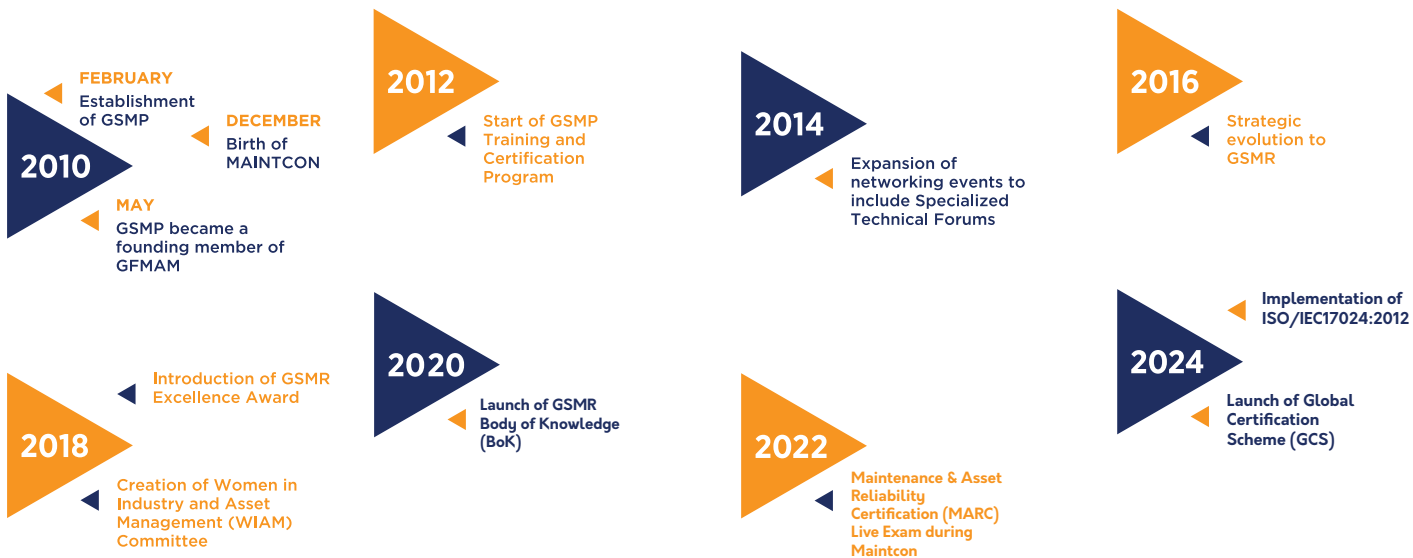 2010
FEBRUARY
Establishment
of GSMP
DECEMBER
Birth of
MAINTCON
MAY
GSMP became a
founding member of
GFMAM
2012
Start of GSMP
Training and
Certification
Program
2014
Expansion of
networking events to
include Specialized
Technical Forums
2016
Strategic
evolution to
GSMR
2018
Introduction of GSMR
Excellence Award
Creation of Women in
Industry and Asset
Management (WIAM)
Committee
2020
Launch of GSMR
Body of Knowledge
(BoK)
2022
Maintenance & Asset
Reliability
Certification (MARC)
Live Exam during
Maintcon
2024
Implementation of
ISO/IEC17024:2012
Launch of Global
Certification
Scheme (GCS)